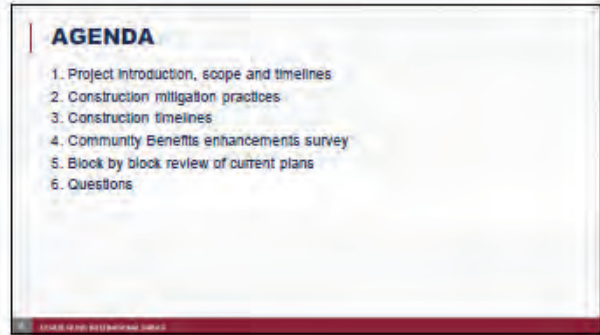 AGENDA
1. Project introduction, scope and timelines
2. Construction mitigation practices
3. Construction timelines
4. Community Benefits enhancements survey
5. Block by block review of current plans
6. Questions
INTERNATIONAL